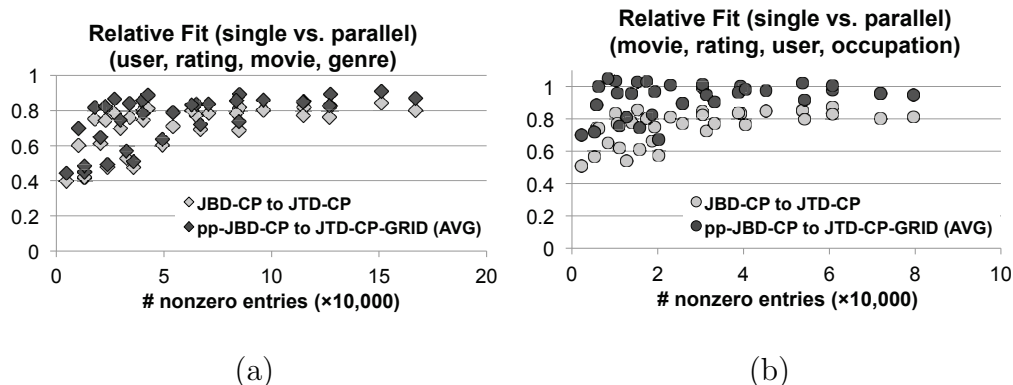 Relative Fit (single vs. parallel)
(user, rating, movie, genre)
1
0.8
0.6
0.4
0.2
0
JBD-CP to JTD-CP
pp-JBD-CP to JTD-CP-GRID (AVG)
0 5 10 15 20
# nonzero entries (×10,000)
(a)
Relative Fit (single vs. parallel)
(movie, rating, user, occupation)
1
0.8
0.6
0.4
0.2
0
JBD-CP to JTD-CP
pp-JBD-CP to JTD-CP-GRID (AVG)
0 2 4 6 8 10
# nonzero entries (×10,000)
(b)